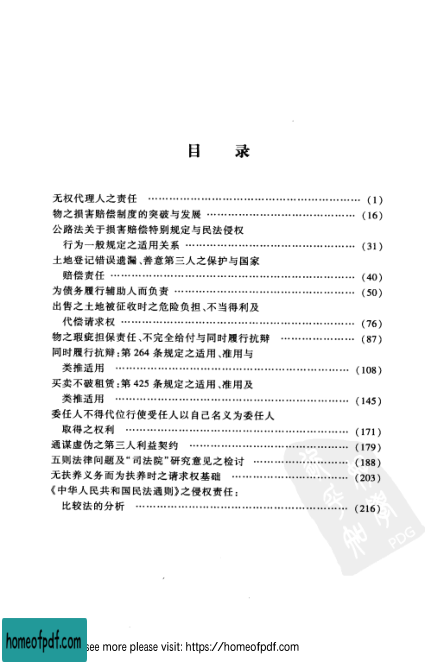 目 录
无权代理人之责任 …………………………………………… (1)
物之损害赔偿制度的突破与发展 …………………………… (16)
公路法关于损害赔偿特别规定与民法侵权
行为一般规定之适用关系 ………………………………… (31)
土地登记错误遗漏、善意第三人之保护与国家
赔偿责任 …………………………………………………… (40)
为债务履行辅助人而负责 …………………………………… (50)
出售之土地被征收时之危险负担、不当得利及
代偿请求权 ………………………………………………… (76)
物之瑕疵担保责任、不完全给付与同时履行抗辩 ………… (87)
同时履行抗辩:第 264 条规定之适用、准用与
类推适用 …………………………………………………… (108)
买卖不破租赁:第 425 条规定之适用、准用及
类推适用 …………………………………………………… (145)
委任人不得代位行使受任人以自己名义为委任人
取得之权利 ………………………………………………… (171)
通谋虚伪之第三人利益契约 ……………………………… (179)
五则法律问题及“司法院”研究意见之检讨 ……………… (188)
无扶养义务而为扶养时之请求权基础 …………………… (203)
《中华人民共和国民法通则》之侵权责任:
比较法的分析 ……………………………………………… (216)
PDG
homeofpdf.com
see more please visit: https://homeofpdf.com